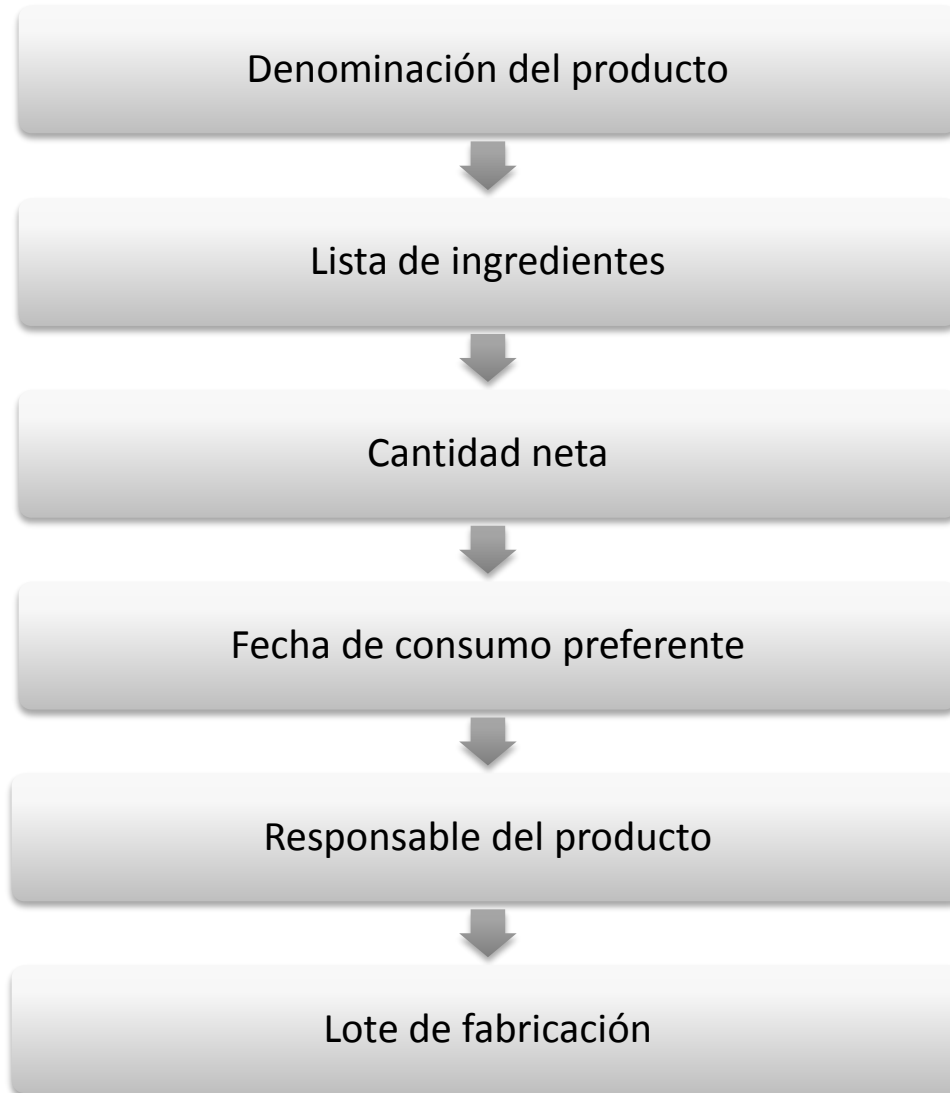 Denominación del producto
Lista de ingredientes
Cantidad neta
Fecha de consumo preferente
Responsable del producto
Lote de fabricación